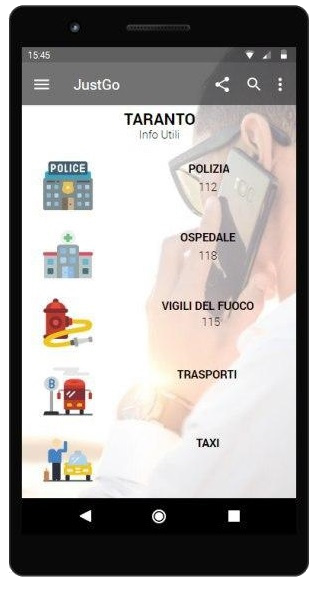 15:45
JustGo
TARANTO
Info Utili
POLICE
POLIZIA
112
OSPEDALE
118
VIGILI DEL FUOCO
115
B
TRASPORTI
TAXI